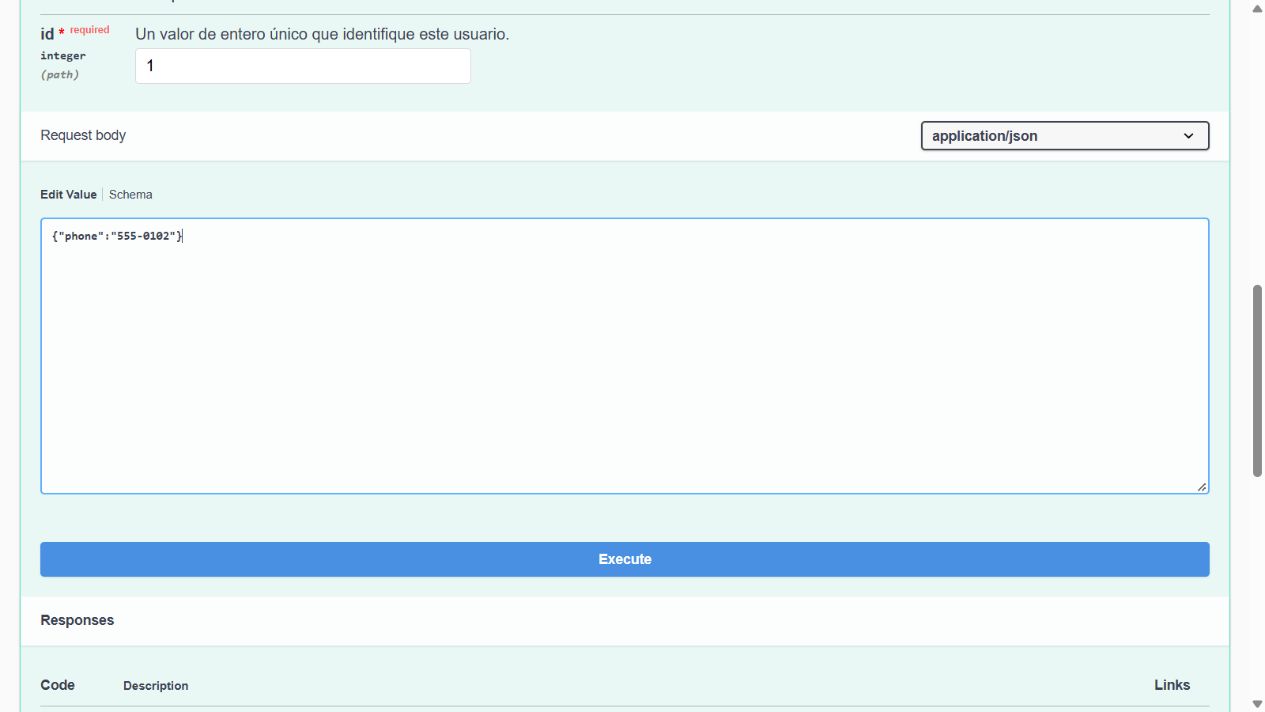 id * required
Un valor de entero único que identifique este usuario.
integer
(path)
1
Request body
application/json
Edit Value Schema
{"phone":"555-0102"}
Execute
Responses
Code Description Links